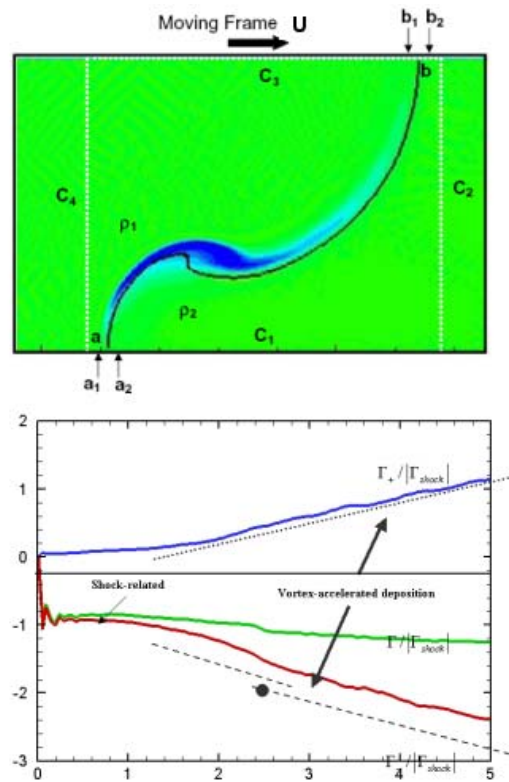 Moving Frame U
b₁ b₂
C₃ b
C₄ C₂
ρ₁
ρ₂
a C₁
a₁ a₂
2
Γ₊/|Γshock|
1
0
Shock-related
Vortex-accelerated deposition
-1
Γ/|Γshock|
-2
-3
Γ₋/|Γshock|
0 1 2 3 4 5